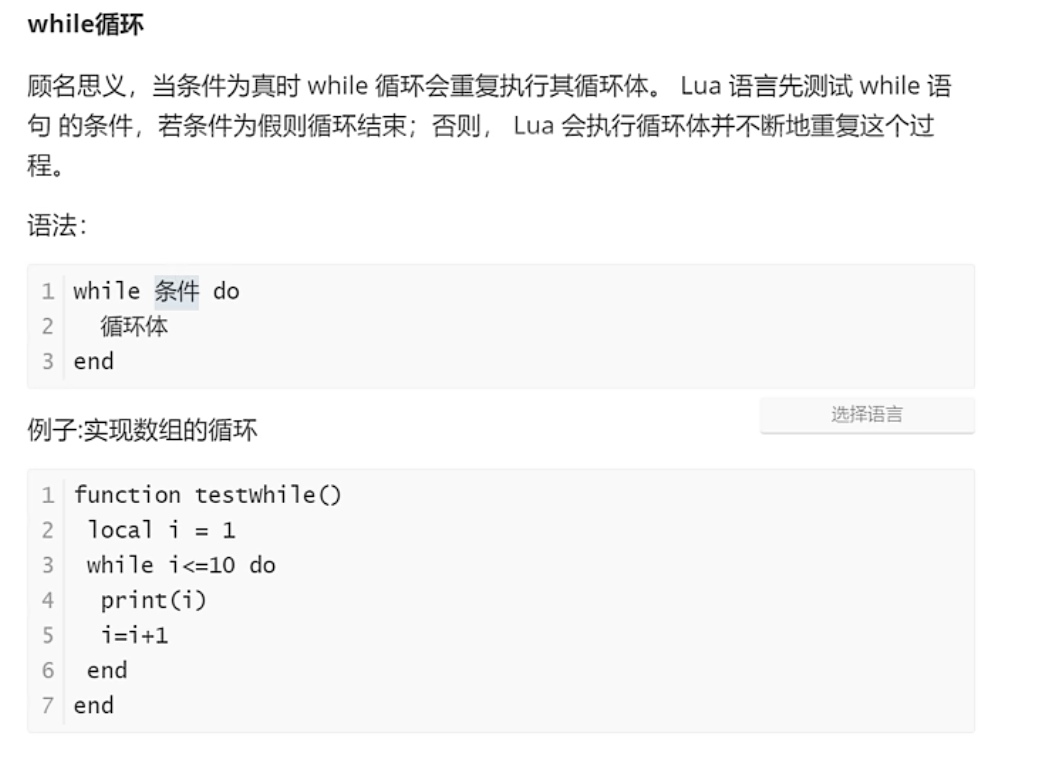 while循环
顾名思义，当条件为真时 while 循环会重复执行其循环体。 Lua 语言先测试 while 语
句 的条件，若条件为假则循环结束；否则， Lua 会执行循环体并不断地重复这个过
程。
语法：
1 while 条件 do
2   循环体
3 end
选择语言
例子:实现数组的循环
1 function testWhile()
2  local i = 1
3  while i<=10 do
4   print(i)
5   i=i+1
6  end
7 end